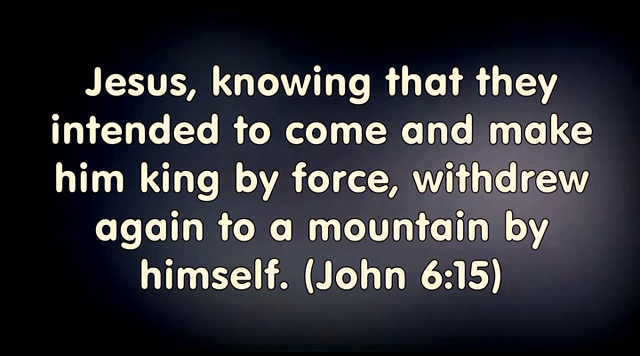 Jesus, knowing that they
intended to come and make
him king by force, withdrew
again to a mountain by
himself. (John 6:15)